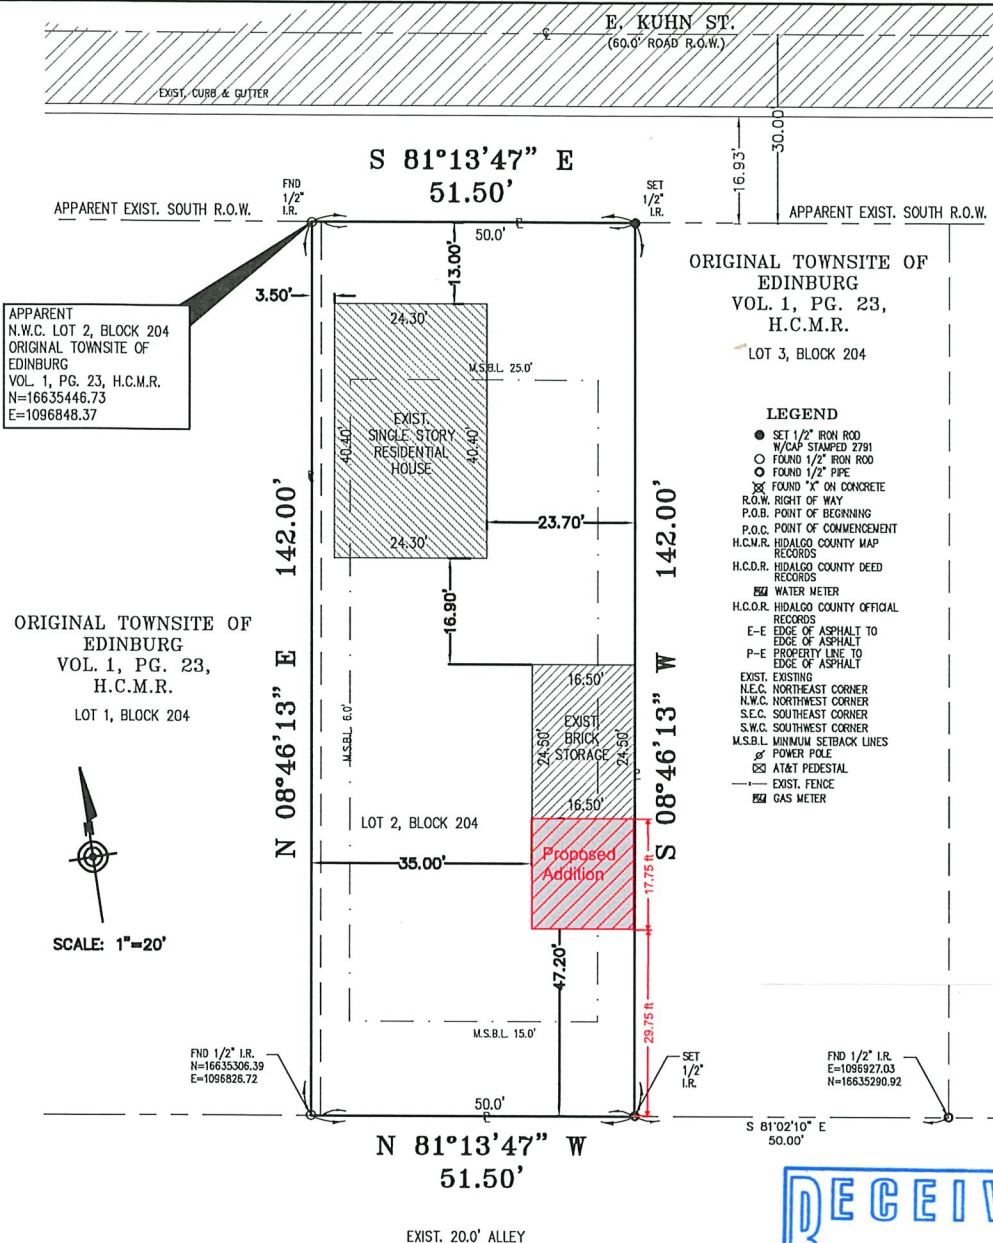 E. KUHN ST.
(60.0' ROAD R.O.W.)
EXIST. CURB & GUTTER
30.00'
16.93'
S 81°13'47" E
51.50'
FND
1/2"
I.R.
SET
1/2"
I.R.
APPARENT EXIST. SOUTH R.O.W.
APPARENT EXIST. SOUTH R.O.W.
50.0'
13.00'
3.50'
APPARENT
N.W.C. LOT 2, BLOCK 204
ORIGINAL TOWNSITE OF
EDINBURG
VOL. 1, PG. 23, H.C.M.R.
N=16635446.73
E=1096848.37
ORIGINAL TOWNSITE OF
EDINBURG
VOL. 1, PG. 23,
H.C.M.R.
LOT 3, BLOCK 204
24.30'
M.S.B.L. 25.0'
EXIST.
SINGLE STORY
RESIDENTIAL
HOUSE
40.40'
40.40'
24.30'
23.70'
142.00'
142.00'
16.90'
LEGEND
SET 1/2" IRON ROD
W/CAP STAMPED 2791
FOUND 1/2" IRON ROD
FOUND 1/2" PIPE
FOUND "X" ON CONCRETE
R.O.W. RIGHT OF WAY
P.O.B. POINT OF BEGINNING
P.O.C. POINT OF COMMENCEMENT
H.C.M.R. HIDALGO COUNTY MAP
RECORDS
H.C.D.R. HIDALGO COUNTY DEED
RECORDS
WATER METER
H.C.O.R. HIDALGO COUNTY OFFICIAL
RECORDS
E-E EDGE OF ASPHALT TO
EDGE OF ASPHALT
P-E PROPERTY LINE TO
EDGE OF ASPHALT
EXIST. EXISTING
N.E.C. NORTHEAST CORNER
N.W.C. NORTHWEST CORNER
S.E.C. SOUTHEAST CORNER
S.W.C. SOUTHWEST CORNER
M.S.B.L. MINIMUM SETBACK LINES
POWER POLE
AT&T PEDESTAL
EXIST. FENCE
GAS METER
ORIGINAL TOWNSITE OF
EDINBURG
VOL. 1, PG. 23,
H.C.M.R.
LOT 1, BLOCK 204
N 08°46'13" E
S 08°46'13" W
M.S.B.L. 6.0'
16.50'
EXIST.
BRICK
STORAGE
24.50'
24.50'
16.50'
LOT 2, BLOCK 204
Proposed
Addition
35.00'
17.75 ft
47.20'
29.75 ft
N
SCALE: 1"=20'
M.S.B.L. 15.0'
FND 1/2" I.R.
N=16635306.39
E=1096826.72
SET
1/2"
I.R.
FND 1/2" I.R.
E=1096927.03
N=16635290.92
50.0'
S 81°02'10" E
50.00'
N 81°13'47" W
51.50'
EXIST. 20.0' ALLEY